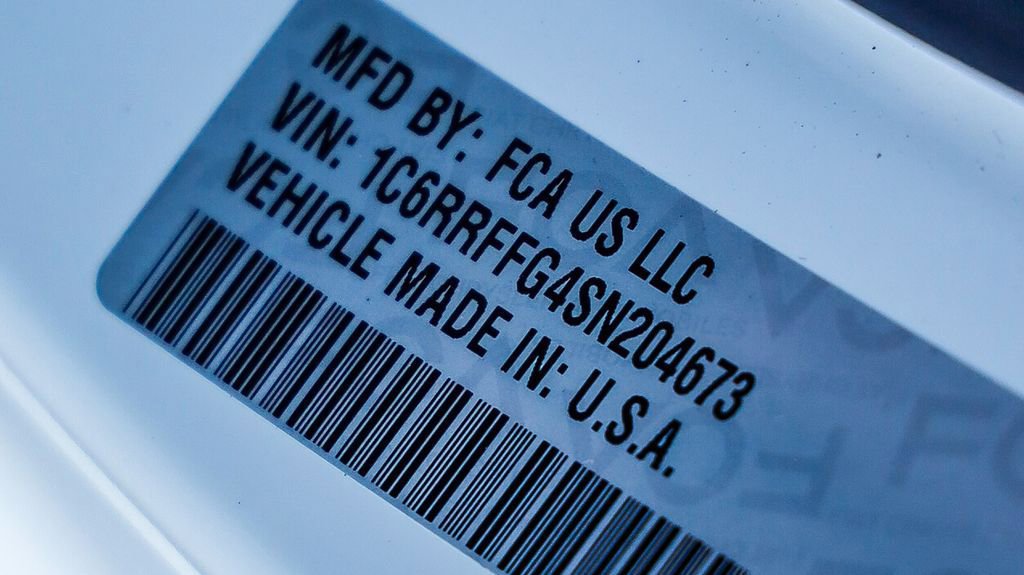 MFD BY: FCA US LLC
VIN: 1C6RRFFG4SN204673
VEHICLE MADE IN: U.S.A.